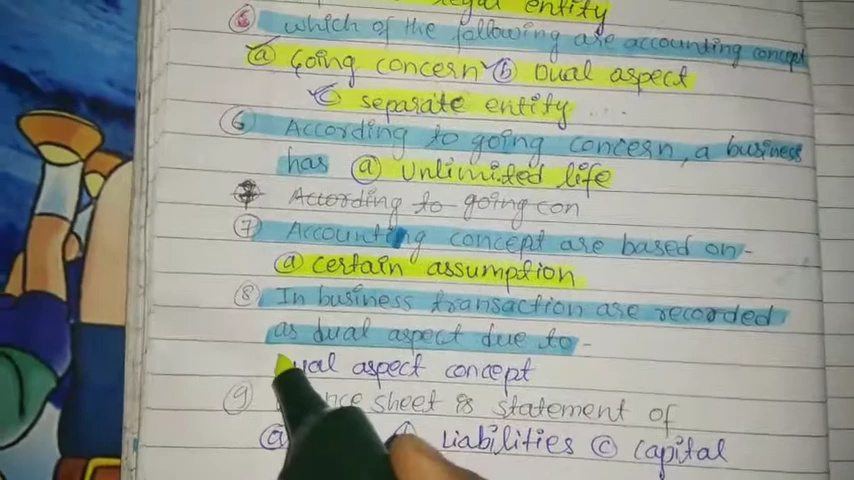 legal entity
⑤ which of the following are accounting concept
ⓐ Going concern ⓑ Dual aspect
ⓒ separate entity ...
⑥ According to going concern, a business
has ⓐ unlimited life
According to going con
⑦ Accounting concept are based on-
ⓐ certain assumption
⑧ In business transaction are recorded
as dual aspect due to -
ual aspect concept
⑨ nce sheet is statement of
ⓐ Liabilities ⓒ capital